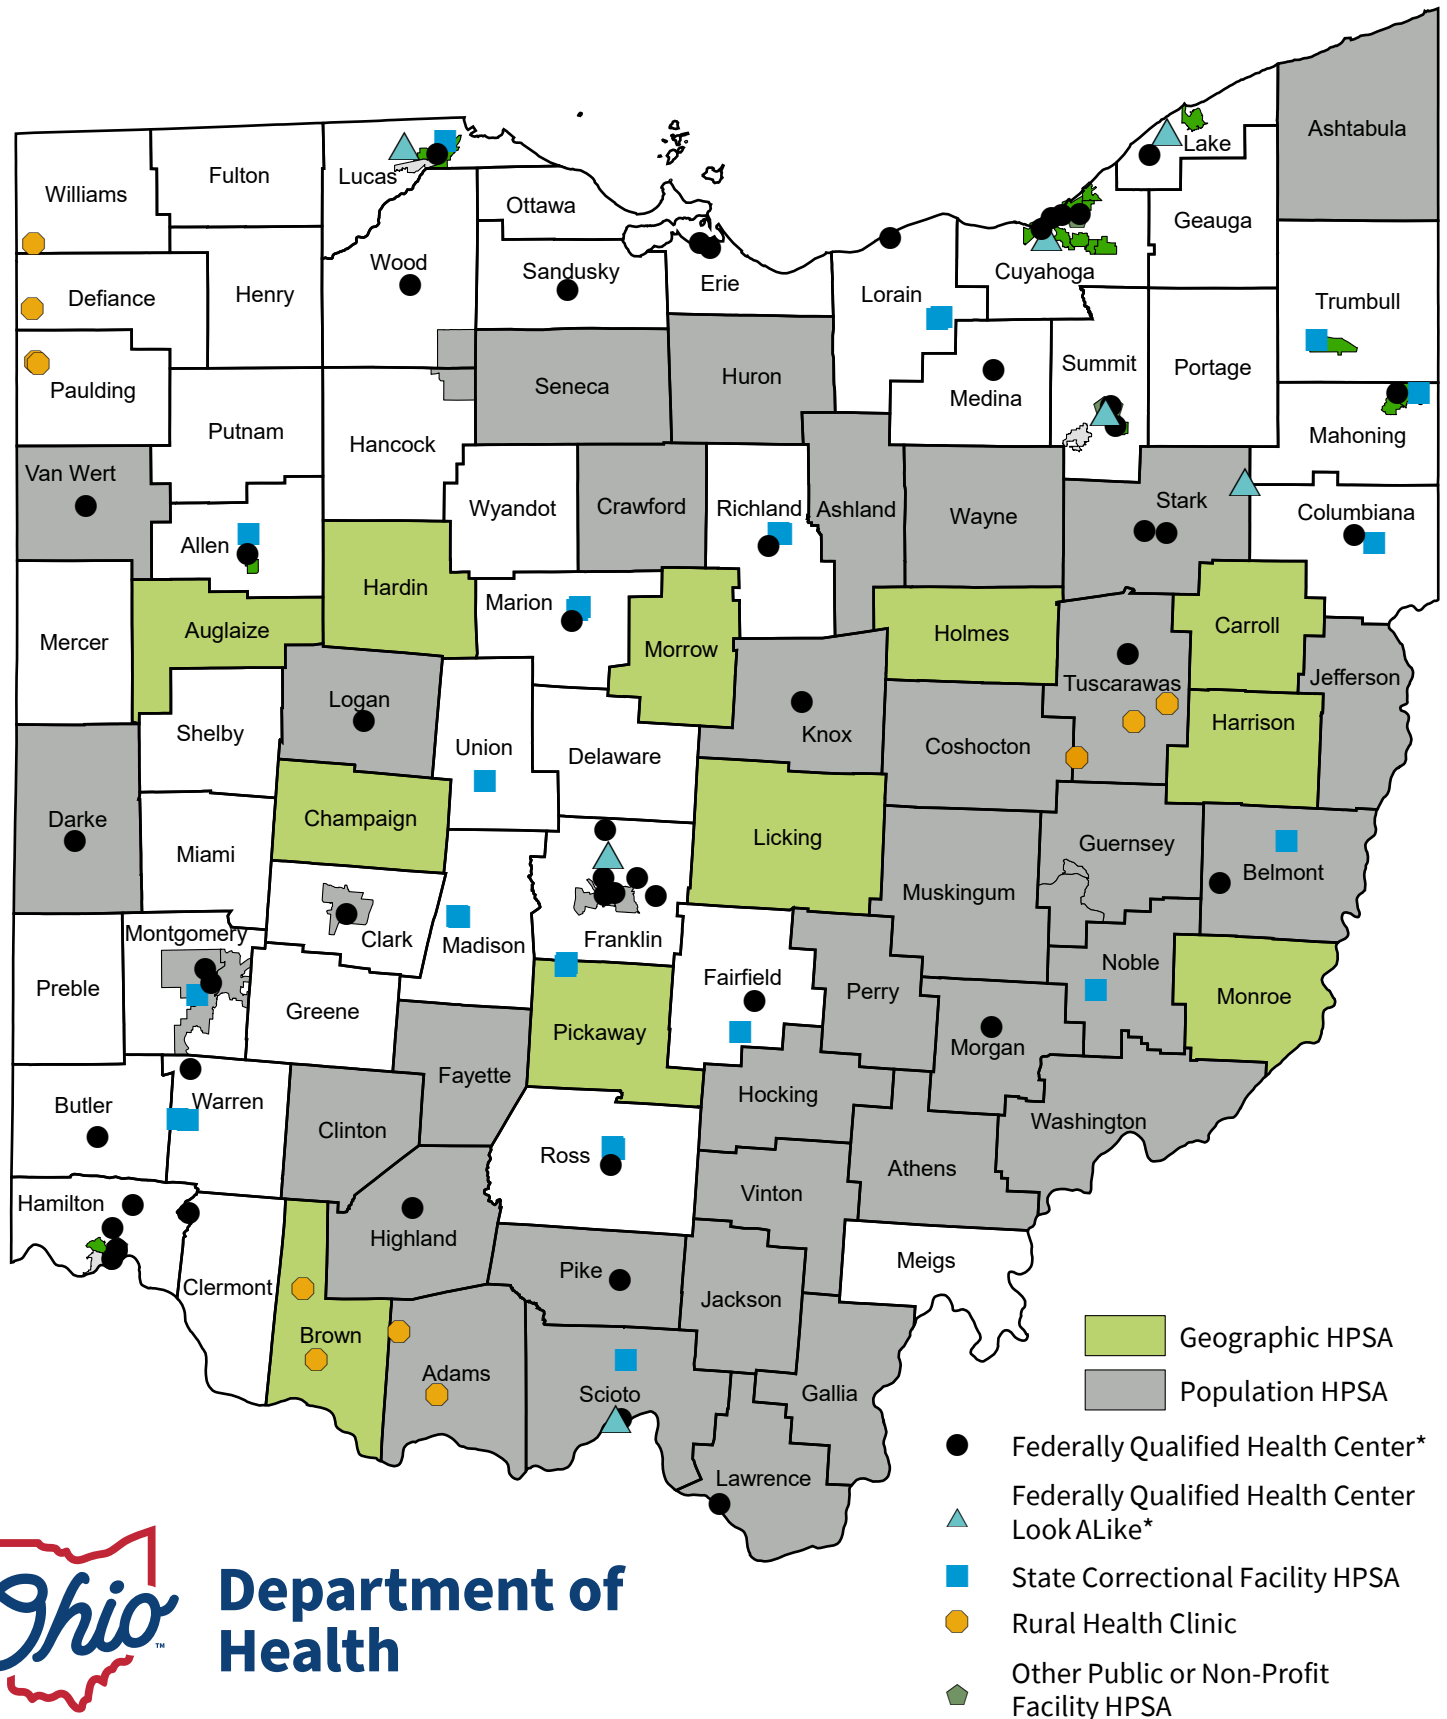 Ashtabula
Lake
Williams
Fulton
Lucas
Ottawa
Geauga
Wood
Sandusky
Erie
Cuyahoga
Defiance
Henry
Lorain
Trumbull
Paulding
Seneca
Huron
Medina
Summit
Portage
Putnam
Hancock
Mahoning
Van Wert
Wyandot
Crawford
Richland
Ashland
Wayne
Stark
Columbiana
Allen
Hardin
Marion
Mercer
Auglaize
Morrow
Holmes
Carroll
Jefferson
Tuscarawas
Logan
Shelby
Union
Delaware
Knox
Coshocton
Harrison
Darke
Champaign
Licking
Guernsey
Miami
Muskingum
Belmont
Montgomery
Clark
Madison
Franklin
Preble
Greene
Fairfield
Perry
Noble
Monroe
Pickaway
Morgan
Fayette
Hocking
Butler
Warren
Clinton
Washington
Ross
Athens
Hamilton
Vinton
Highland
Meigs
Clermont
Pike
Jackson
Brown
Adams
Scioto
Gallia
Lawrence
Geographic HPSA
Population HPSA
Federally Qualified Health Center*
Federally Qualified Health Center
Look ALike*
State Correctional Facility HPSA
Rural Health Clinic
Other Public or Non-Profit
Facility HPSA
Ohio™
Department of
Health